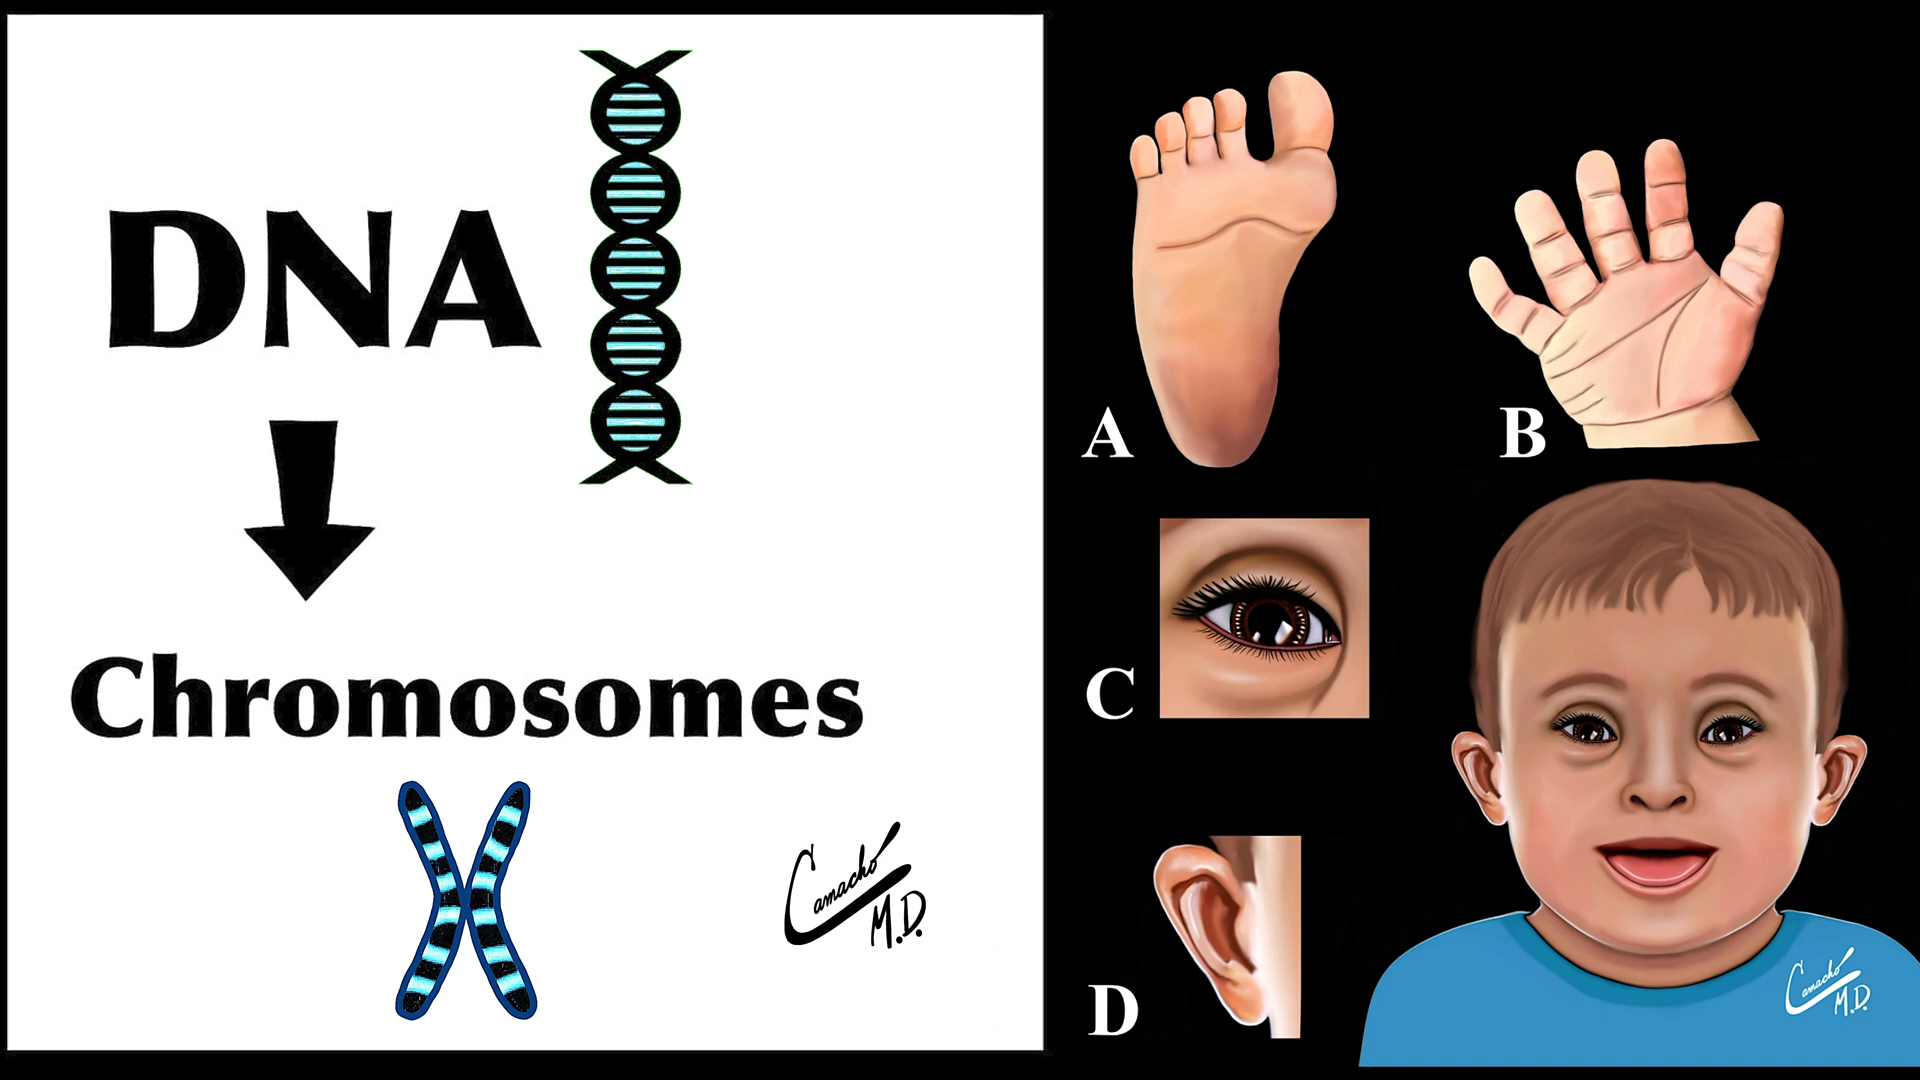 DNA
Chromosomes
Camacho
M.D.
A
B
C
D
Camacho
M.D.